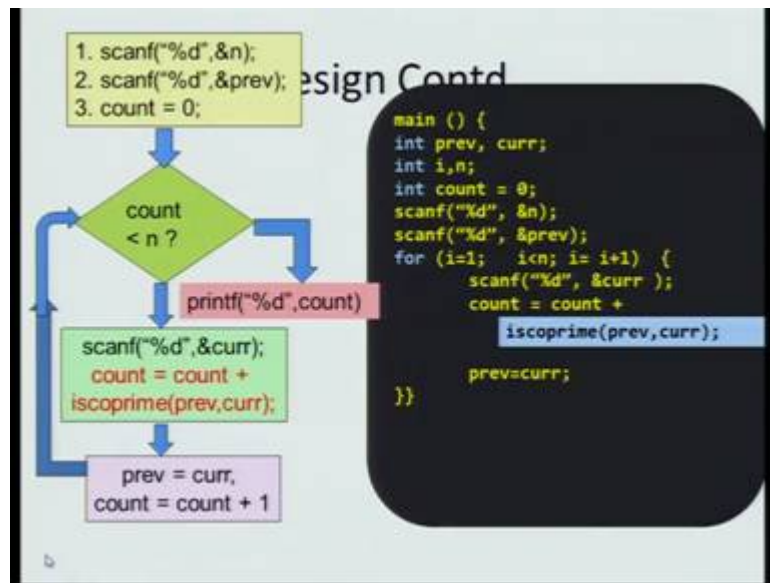 esign Contd
1. scanf("%d",&n);
2. scanf("%d",&prev);
3. count = 0;
count
< n ?
printf("%d",count)
scanf("%d",&curr);
count = count +
iscoprime(prev,curr);
prev = curr,
count = count + 1
main () {
int prev, curr;
int i,n;
int count = 0;
scanf("%d", &n);
scanf("%d", &prev);
for (i=1; i<n; i= i+1) {
scanf("%d", &curr );
count = count +
iscoprime(prev,curr);
prev=curr;
}}